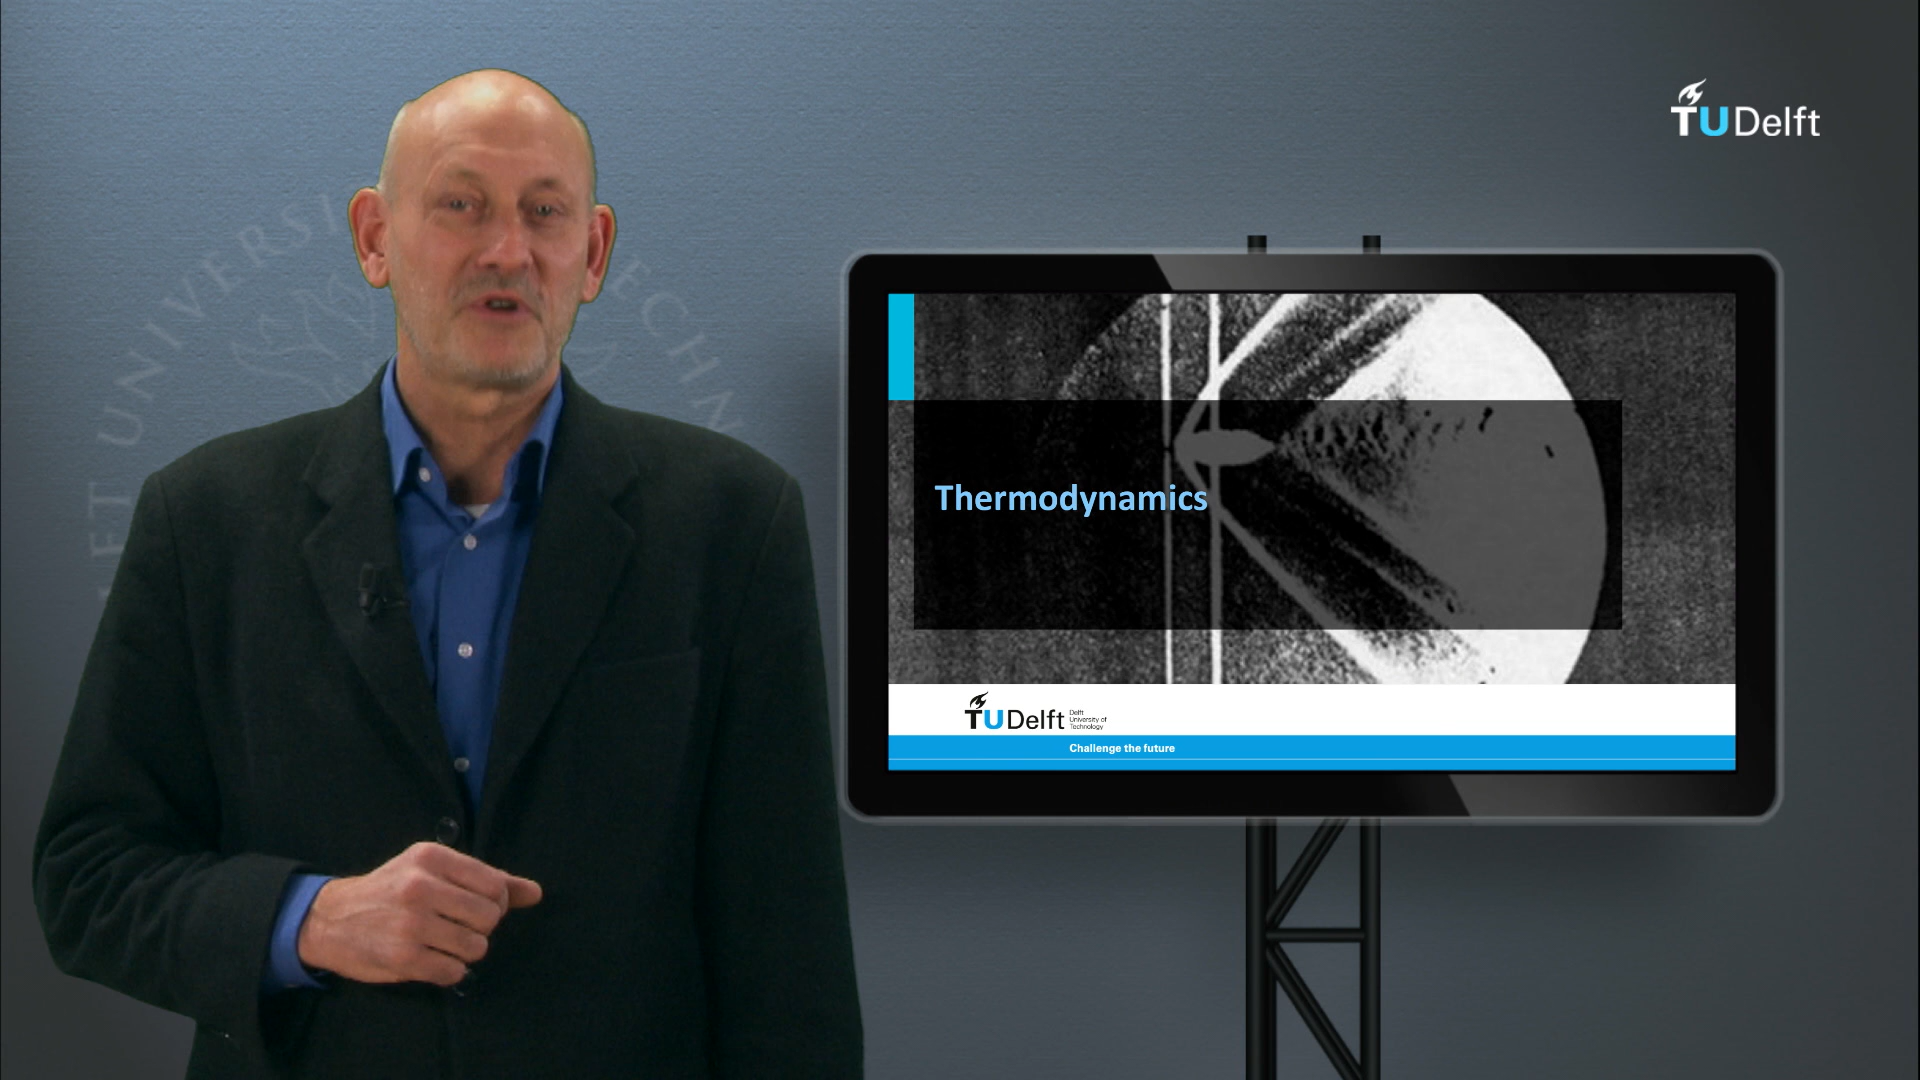 TUDelft
Thermodynamics
TUDelft
Delft
University of
Technology
Challenge the future